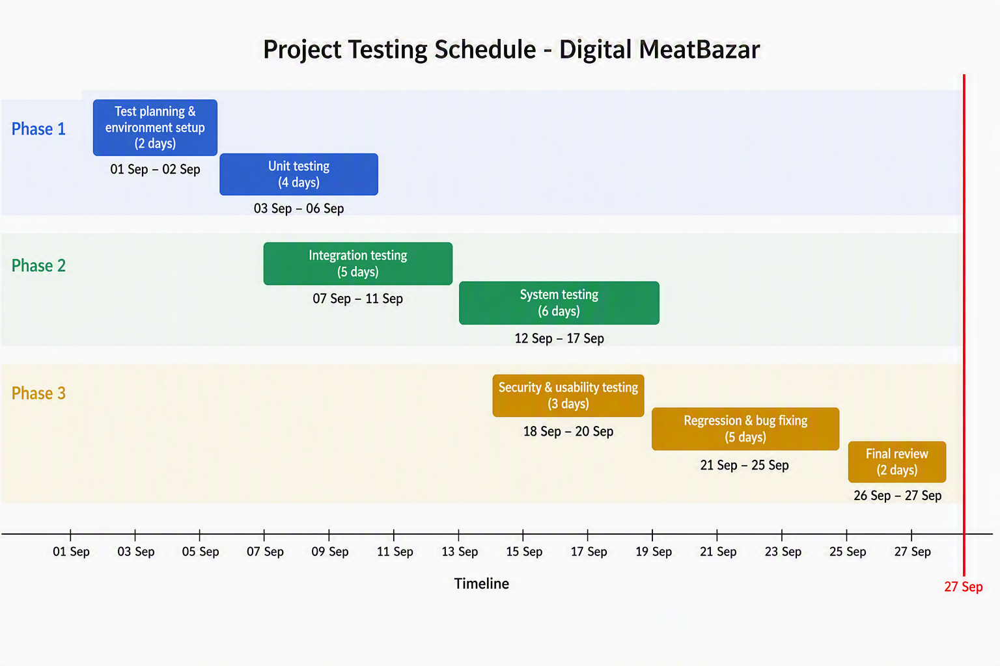 Project Testing Schedule - Digital MeatBazar
Phase 1
Test planning &
environment setup
(2 days)
01 Sep – 02 Sep
Unit testing
(4 days)
03 Sep – 06 Sep
Phase 2
Integration testing
(5 days)
07 Sep – 11 Sep
System testing
(6 days)
12 Sep – 17 Sep
Phase 3
Security & usability testing
(3 days)
18 Sep – 20 Sep
Regression & bug fixing
(5 days)
21 Sep – 25 Sep
Final review
(2 days)
26 Sep – 27 Sep
01 Sep 03 Sep 05 Sep 07 Sep 09 Sep 11 Sep 13 Sep 15 Sep 17 Sep 19 Sep 21 Sep 23 Sep 25 Sep 27 Sep
Timeline
27 Sep